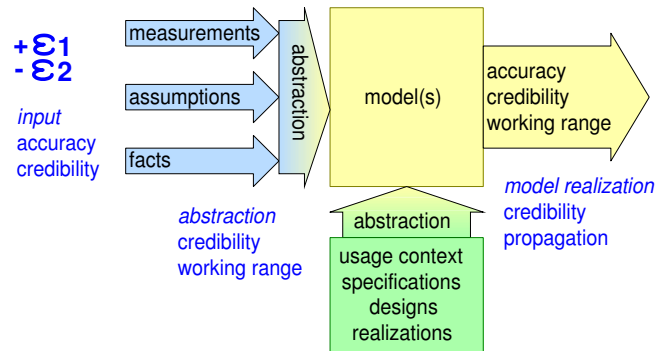 +ε1
- ε2
input
accuracy
credibility
measurements
assumptions
facts
abstraction
abstraction
credibility
working range
model(s)
accuracy
credibility
working range
model realization
credibility
propagation
abstraction
usage context
specifications
designs
realizations